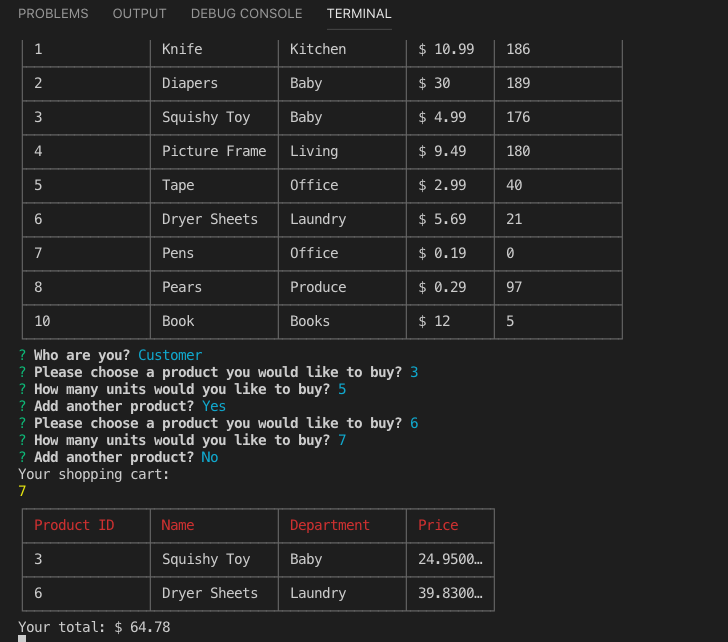 PROBLEMS OUTPUT DEBUG CONSOLE TERMINAL
1 Knife Kitchen $ 10.99 186
2 Diapers Baby $ 30 189
3 Squishy Toy Baby $ 4.99 176
4 Picture Frame Living $ 9.49 180
5 Tape Office $ 2.99 40
6 Dryer Sheets Laundry $ 5.69 21
7 Pens Office $ 0.19 0
8 Pears Produce $ 0.29 97
10 Book Books $ 12 5
? Who are you? Customer
? Please choose a product you would like to buy? 3
? How many units would you like to buy? 5
? Add another product? Yes
? Please choose a product you would like to buy? 6
? How many units would you like to buy? 7
? Add another product? No
Your shopping cart:
7
Product ID Name Department Price
3 Squishy Toy Baby 24.9500…
6 Dryer Sheets Laundry 39.8300…
Your total: $ 64.78